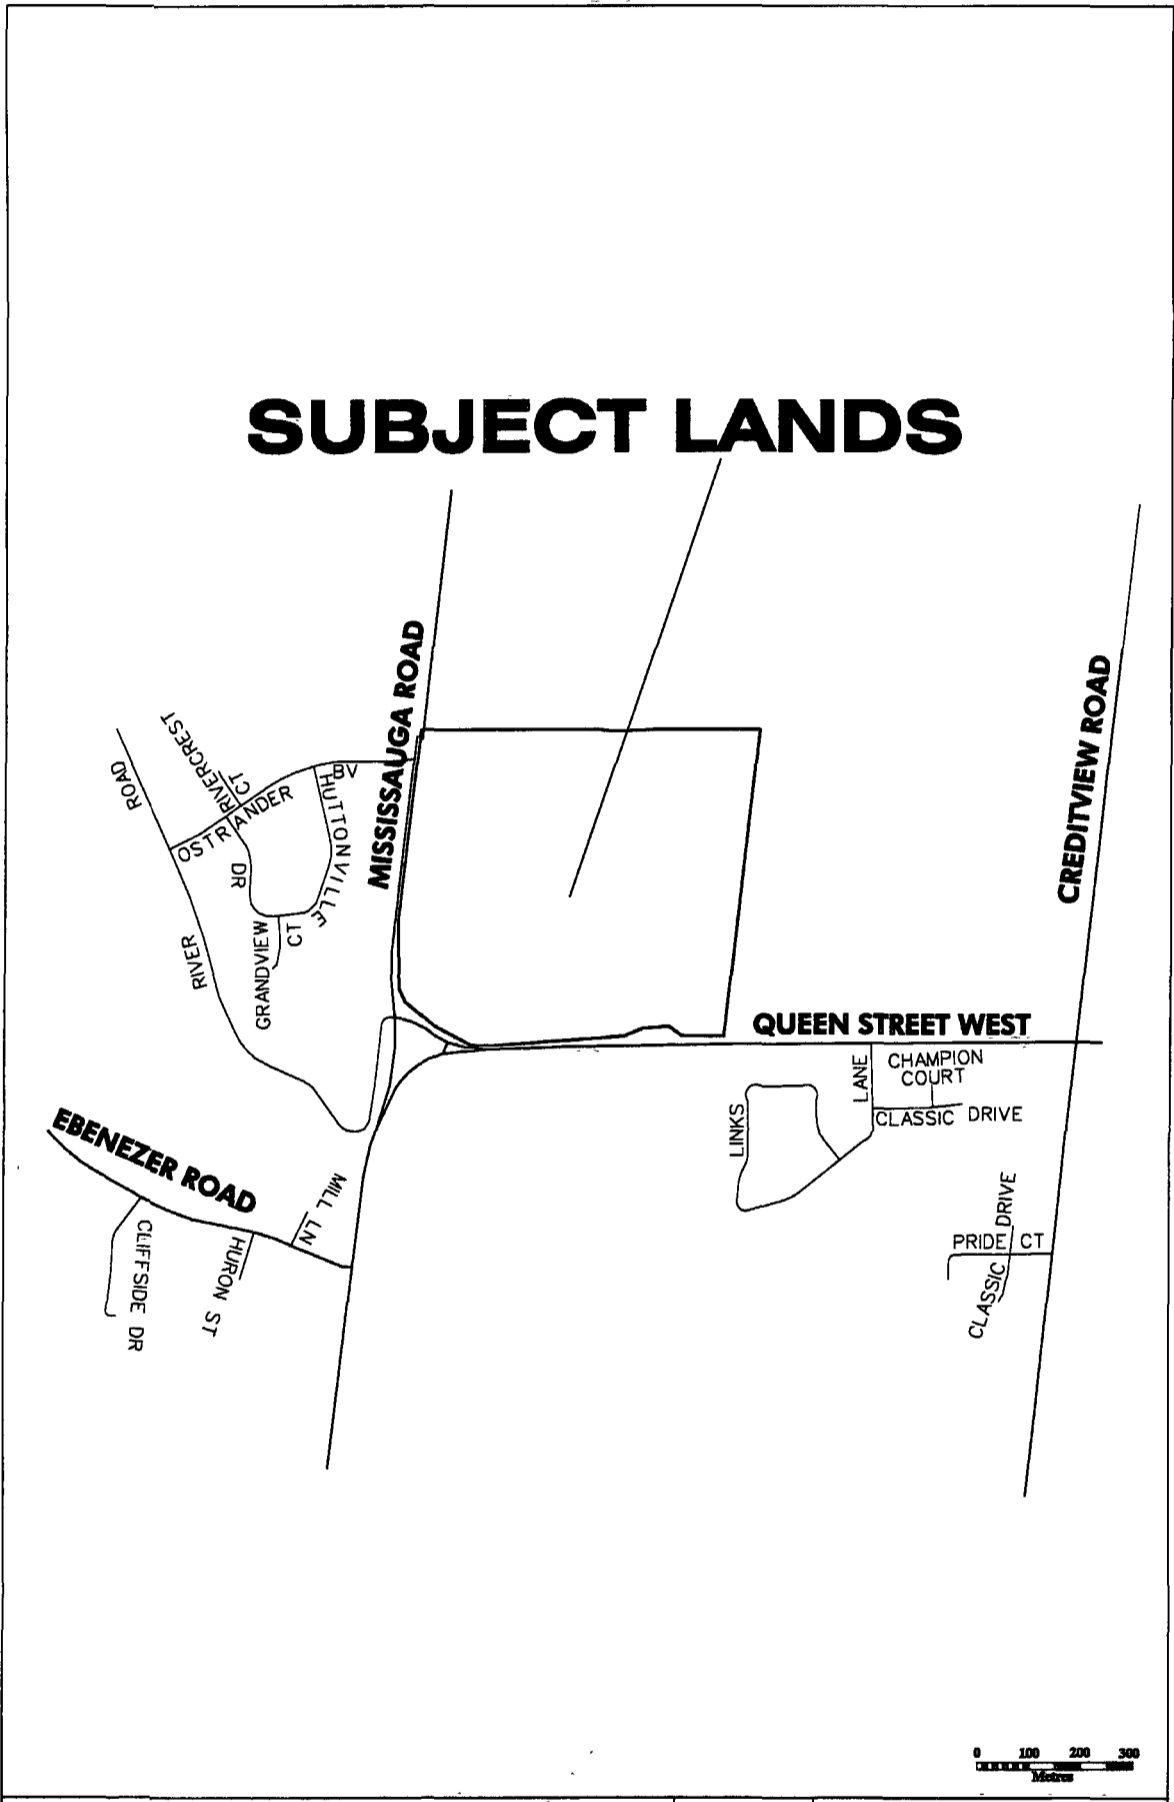 SUBJECT LANDS
MISSISSAUGA ROAD
CREDITVIEW ROAD
RIVERCREST
CT
ROAD
BV
OSTRANDER
HUTTONVILLE
DR
GRANDVIEW
CT
RIVER
QUEEN STREET WEST
LANE
CHAMPION
COURT
LINKS
CLASSIC DRIVE
EBENEZER ROAD
MILL LN
CLIFFSIDE DR
HURON ST
DRIVE
PRIDE CT
CLASSIC
0 100 200 300
Metres